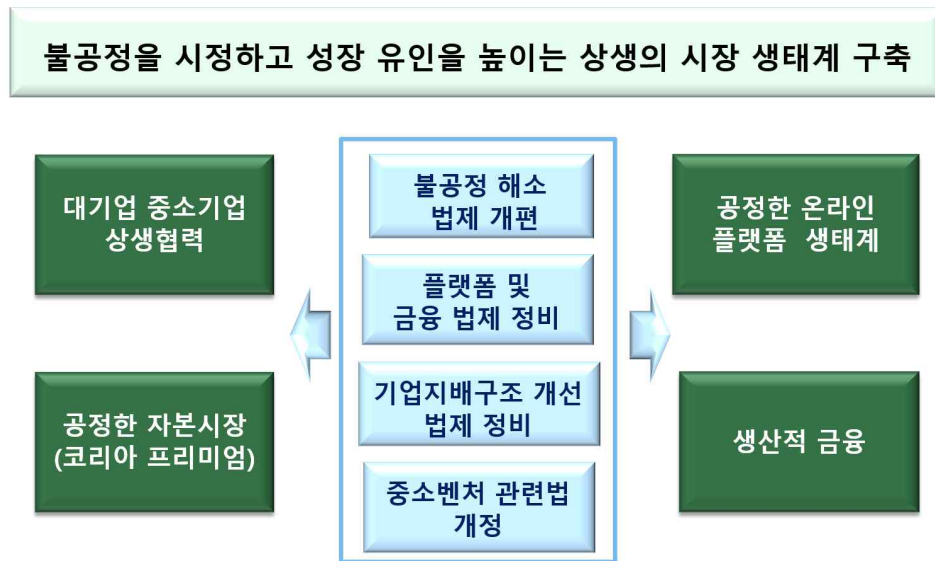 불공정을 시정하고 성장 유인을 높이는 상생의 시장 생태계 구축
대기업 중소기업
상생협력
공정한 자본시장
(코리아 프리미엄)
불공정 해소
법제 개편
플랫폼 및
금융 법제 정비
기업지배구조 개선
법제 정비
중소벤처 관련법
개정
공정한 온라인
플랫폼 생태계
생산적 금융